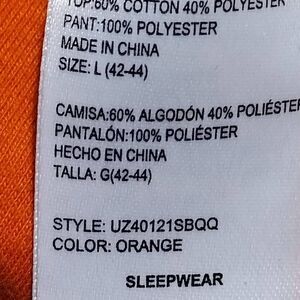 TOP:60% COTTON 40% POLYESTER
PANT:100% POLYESTER
MADE IN CHINA
SIZE: L (42-44)
CAMISA:60% ALGODÓN 40% POLIÉSTE
PANTALÓN:100% POLIÉSTER
HECHO EN CHINA
TALLA: G(42-44)
STYLE: UZ40121SBQQ
COLOR: ORANGE
SLEEPWEAR